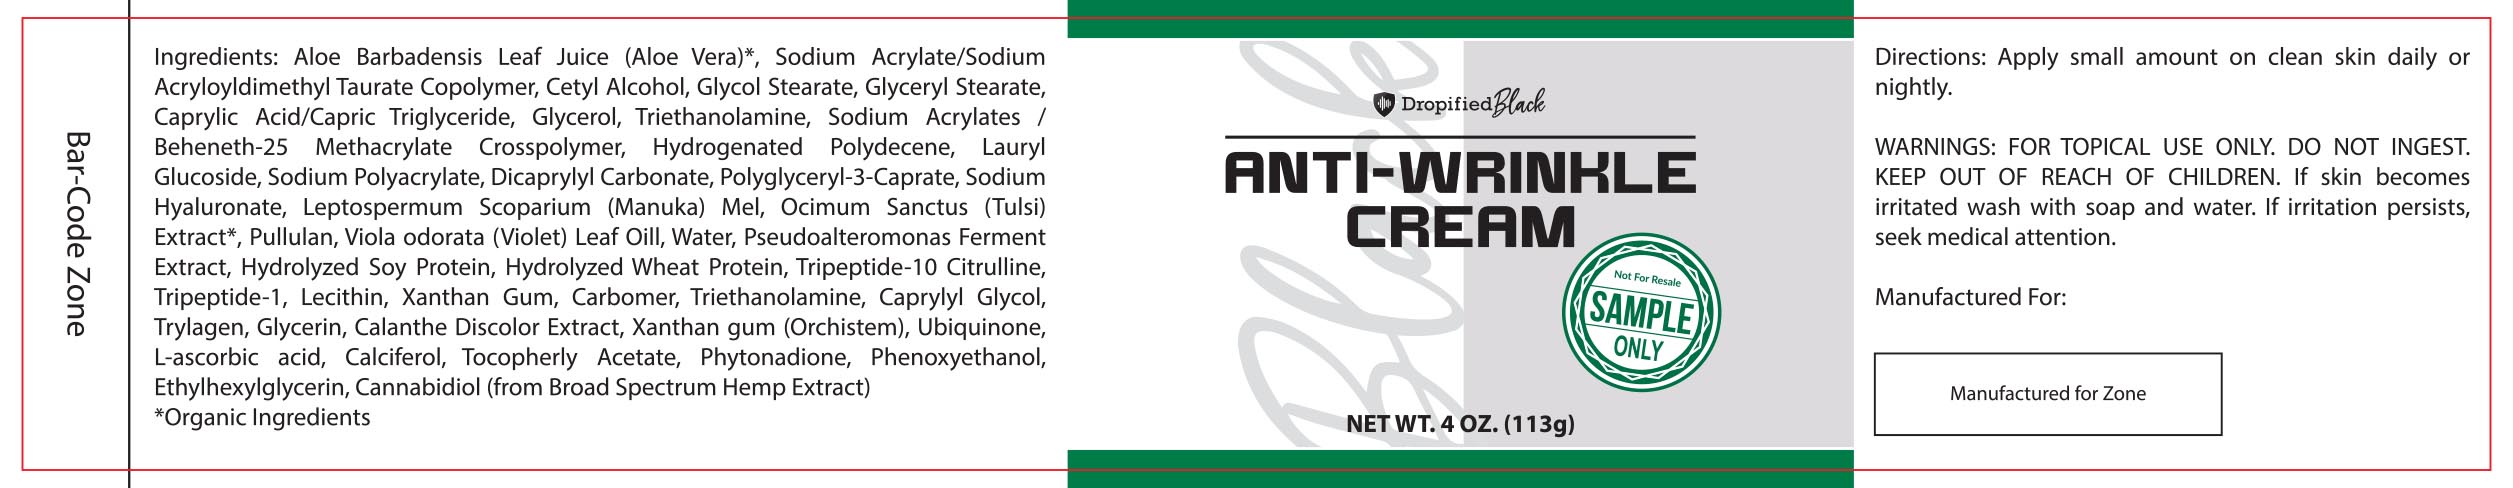 Bar-Code Zone
Ingredients: Aloe Barbadensis Leaf Juice (Aloe Vera)*, Sodium Acrylate/Sodium
Acryloyldimethyl Taurate Copolymer, Cetyl Alcohol, Glycol Stearate, Glyceryl Stearate,
Caprylic Acid/Capric Triglyceride, Glycerol, Triethanolamine, Sodium Acrylates /
Beheneth-25 Methacrylate Crosspolymer, Hydrogenated Polydecene, Lauryl
Glucoside, Sodium Polyacrylate, Dicaprylyl Carbonate, Polyglyceryl-3-Caprate, Sodium
Hyaluronate, Leptospermum Scoparium (Manuka) Mel, Ocimum Sanctus (Tulsi)
Extract*, Pullulan, Viola odorata (Violet) Leaf Oill, Water, Pseudoalteromonas Ferment
Extract, Hydrolyzed Soy Protein, Hydrolyzed Wheat Protein, Tripeptide-10 Citrulline,
Tripeptide-1, Lecithin, Xanthan Gum, Carbomer, Triethanolamine, Caprylyl Glycol,
Trylagen, Glycerin, Calanthe Discolor Extract, Xanthan gum (Orchistem), Ubiquinone,
L-ascorbic acid, Calciferol, Tocopherly Acetate, Phytonadione, Phenoxyethanol,
Ethylhexylglycerin, Cannabidiol (from Broad Spectrum Hemp Extract)
*Organic Ingredients
Black
Dropified Black
ANTI-WRINKLE
CREAM
Not For Resale
SAMPLE
ONLY
NET WT. 4 OZ. (113g)
Directions: Apply small amount on clean skin daily or
nightly.
WARNINGS: FOR TOPICAL USE ONLY. DO NOT INGEST.
KEEP OUT OF REACH OF CHILDREN. If skin becomes
irritated wash with soap and water. If irritation persists,
seek medical attention.
Manufactured For:
Manufactured for Zone